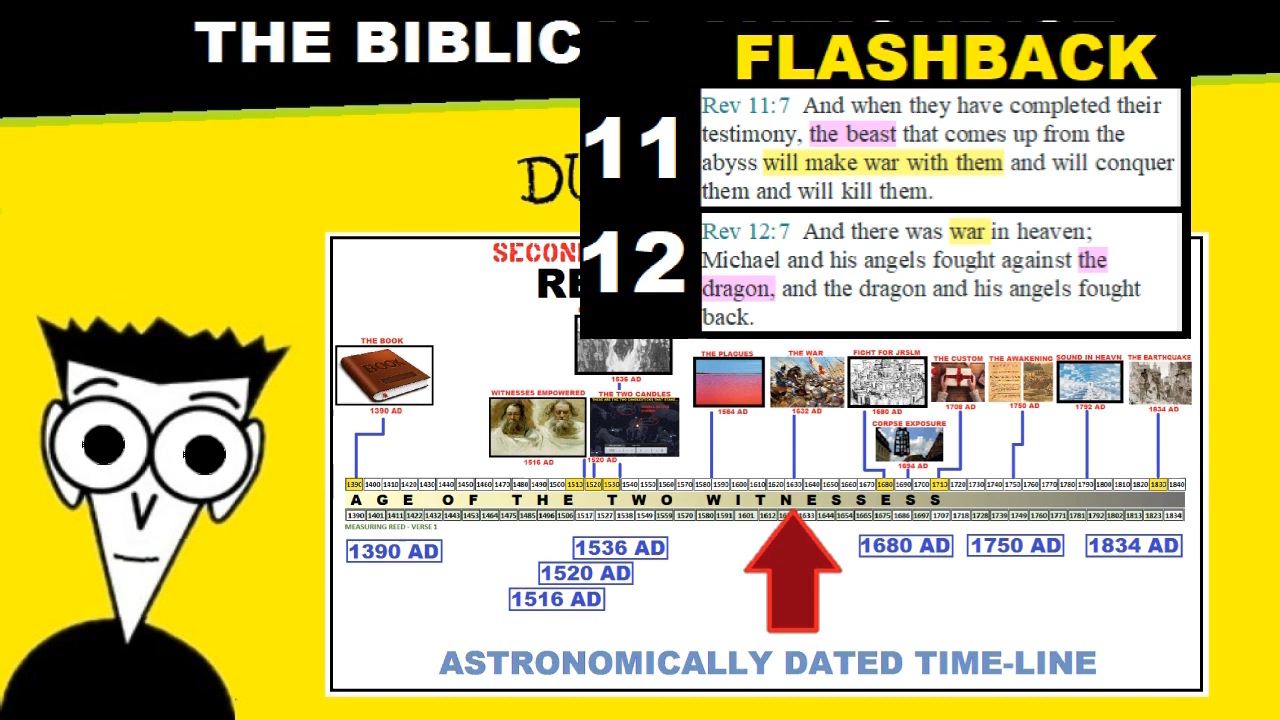 THE BIBLIC
FLASHBACK
11
Rev 11:7 And when they have completed their
testimony, the beast that comes up from the
abyss will make war with them and will conquer
them and will kill them.
12
Rev 12:7 And there was war in heaven;
Michael and his angels fought against the
dragon, and the dragon and his angels fought
back.
DU
SECON
RE
THE BOOK
1390 AD
1536 AD
WITNESSES EMPOWERED
1516 AD
THE TWO CANDLES
1520 AD
THE PLAGUES
1584 AD
THE WAR
1632 AD
FIGHT FOR JRSLM
1680 AD
CORPSE EXPOSURE
1694 AD
THE CUSTOM
1708 AD
THE AWAKENING
1750 AD
SOUND IN HEAVN
1792 AD
THE EARTHQUAKE
1834 AD
AGE OF THE TWO WITNESSES
MEASURING REED - VERSE 1
1390 AD
1536 AD
1520 AD
1516 AD
1680 AD
1750 AD
1834 AD
ASTRONOMICALLY DATED TIME-LINE